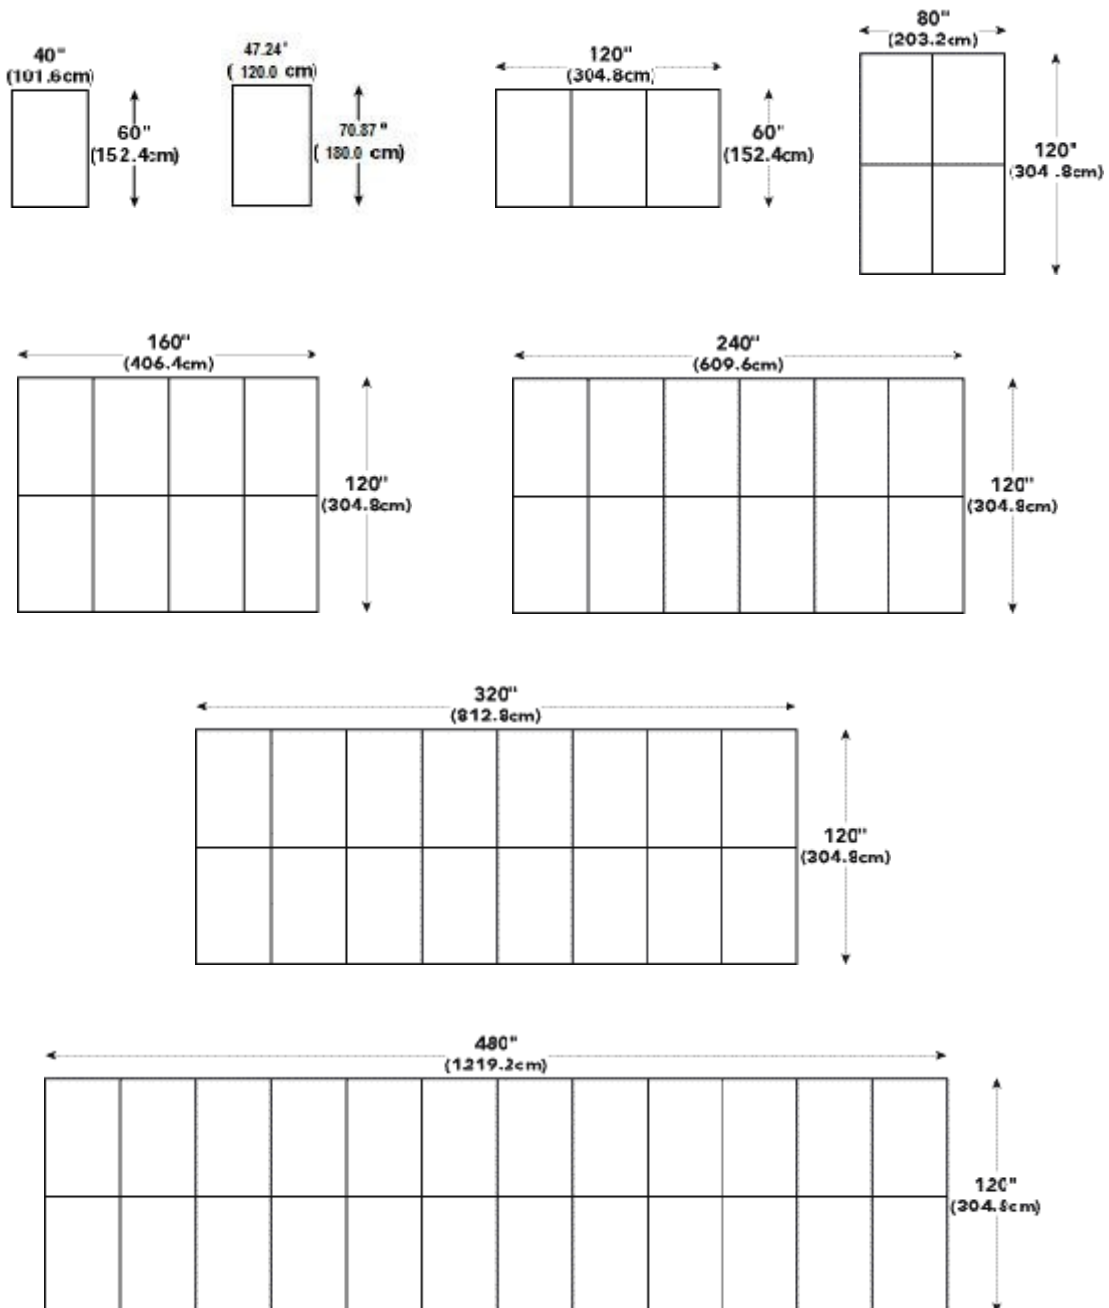 40"
(101.6cm)
60"
(152.4cm)
47.24"
( 120.0 cm)
70.87"
( 180.0 cm)
120"
(304.8cm)
60"
(152.4cm)
80"
(203.2cm)
120"
(304.8cm)
160"
(406.4cm)
120"
(304.8cm)
240"
(609.6cm)
120"
(304.8cm)
320"
(812.8cm)
120"
(304.8cm)
480"
(1219.2cm)
120"
(304.8cm)